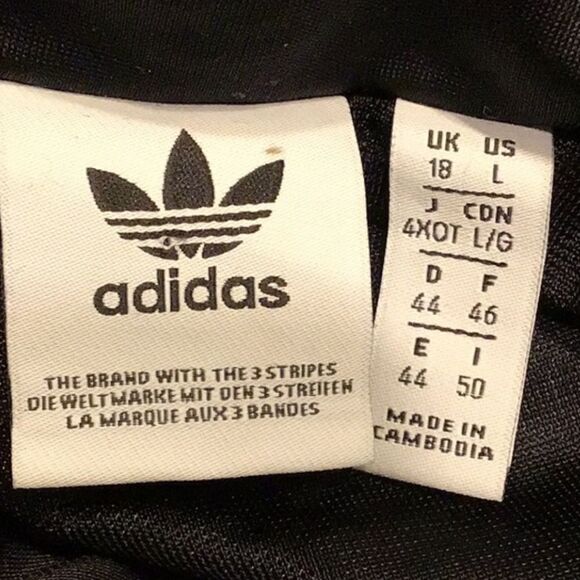 adidas
THE BRAND WITH THE 3 STRIPES
DIE WELTMARKE MIT DEN 3 STREIFEN
LA MARQUE AUX 3 BANDES
UK US
18 L
J CDN
4XOT L/G
D F
44 46
E I
44 50
MADE IN
CAMBODIA